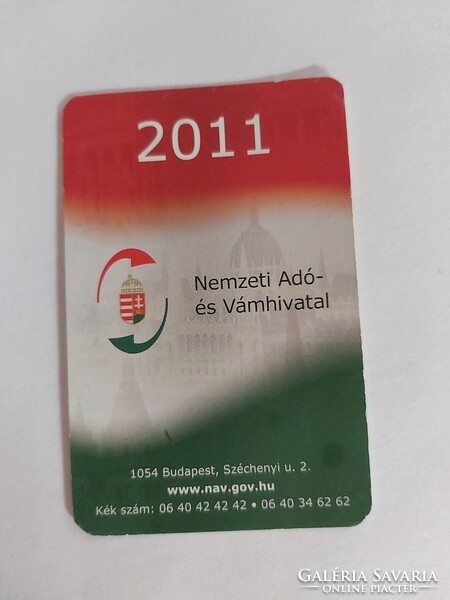 2011
Nemzeti Adó-
és Vámhivatal
1054 Budapest, Széchenyi u. 2.
www.nav.gov.hu
Kék szám: 06 40 42 42 42 • 06 40 34 62 62
GALÉRIA SAVARIA
ONLINE PIACTÉR